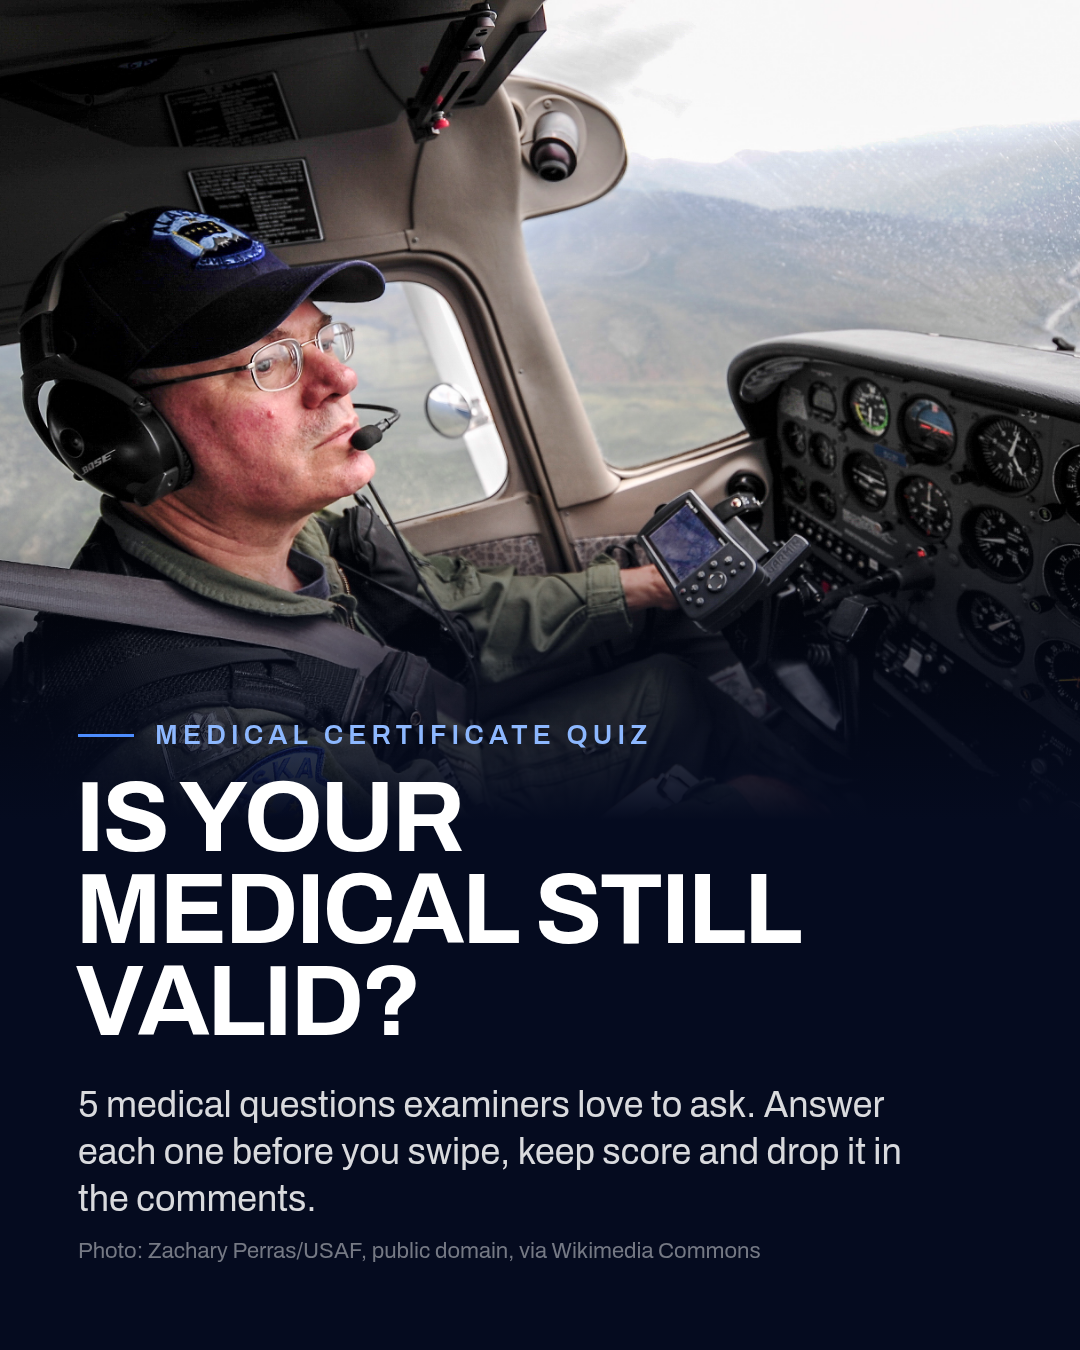 BOSE
SKA
MEDICAL CERTIFICATE QUIZ
IS YOUR
MEDICAL STILL
VALID?
5 medical questions examiners love to ask. Answer
each one before you swipe, keep score and drop it in
the comments.
Photo: Zachary Perras/USAF, public domain, via Wikimedia Commons